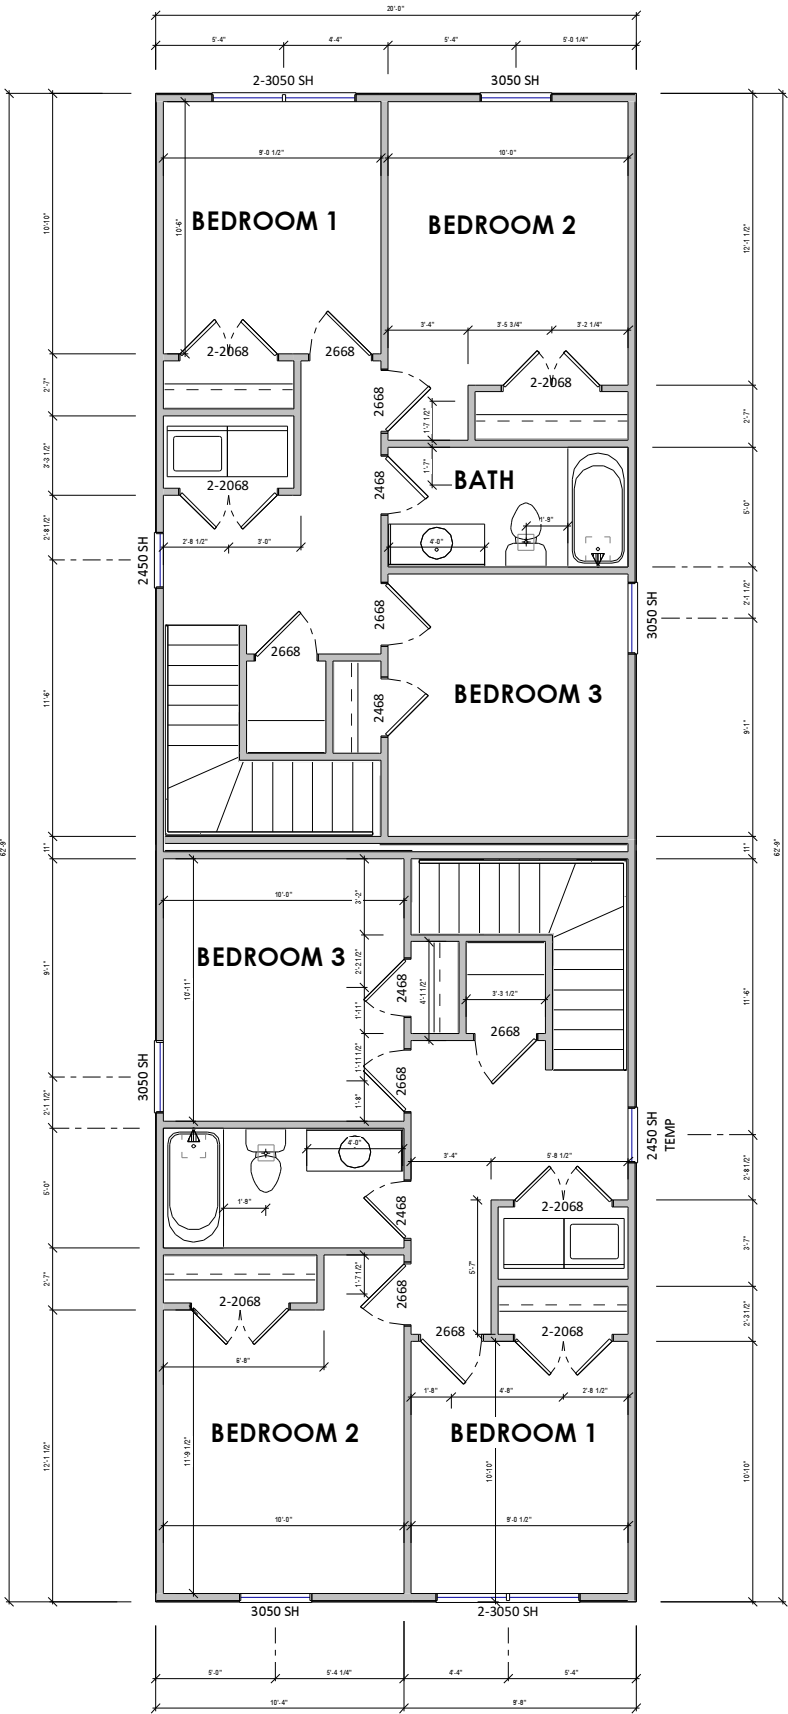 20'-0"
5'-4" 4'-4" 5'-4" 5'-0 1/4"
2-3050 SH 3050 SH
9'-0 1/2" 10'-0"
10'-10" 10'-6" 12'-1 1/2"
BEDROOM 1 BEDROOM 2
3'-4" 3'-5 3/4" 3'-2 1/4"
2-2068 2668 2-2068
2'-7" 2668 1'-7 1/2" 2'-7"
3'-3 1/2" 2-2068 2468 1'-7" BATH 5'-0"
2'-8 1/2" 1'-9"
2450 SH 2'-8 1/2" 3'-0" 4'-0"
2668 3050 SH 2'-1 1/2"
2668
11'-6" 2468 BEDROOM 3 9'-1"
62'-9" 11" 11" 62'-9"
10'-0" 3'-2"
BEDROOM 3
9'-1" 10'-11" 2'-2 1/2" 2468 4'-1 1/2" 3'-3 1/2" 11'-6"
1'-11" 2668
3050 SH 1'-11 1/2" 2668
2'-1 1/2" 1'-8" 2450 SH
TEMP
4'-0" 3'-4" 5'-8 1/2" 2'-8 1/2"
5'-0" 1'-9" 2468 2-2068
5'-7" 3'-7"
2'-7" 2-2068 1'-7 1/2" 2668 2668 2-2068 2'-3 1/2"
6'-8" 1'-8" 4'-8" 2'-8 1/2"
BEDROOM 2 BEDROOM 1
12'-1 1/2" 11'-9 1/2" 10'-10" 10'-10"
10'-0" 9'-0 1/2"
3050 SH 2-3050 SH
5'-0" 5'-4 1/4" 4'-4" 5'-4"
10'-4" 9'-8"